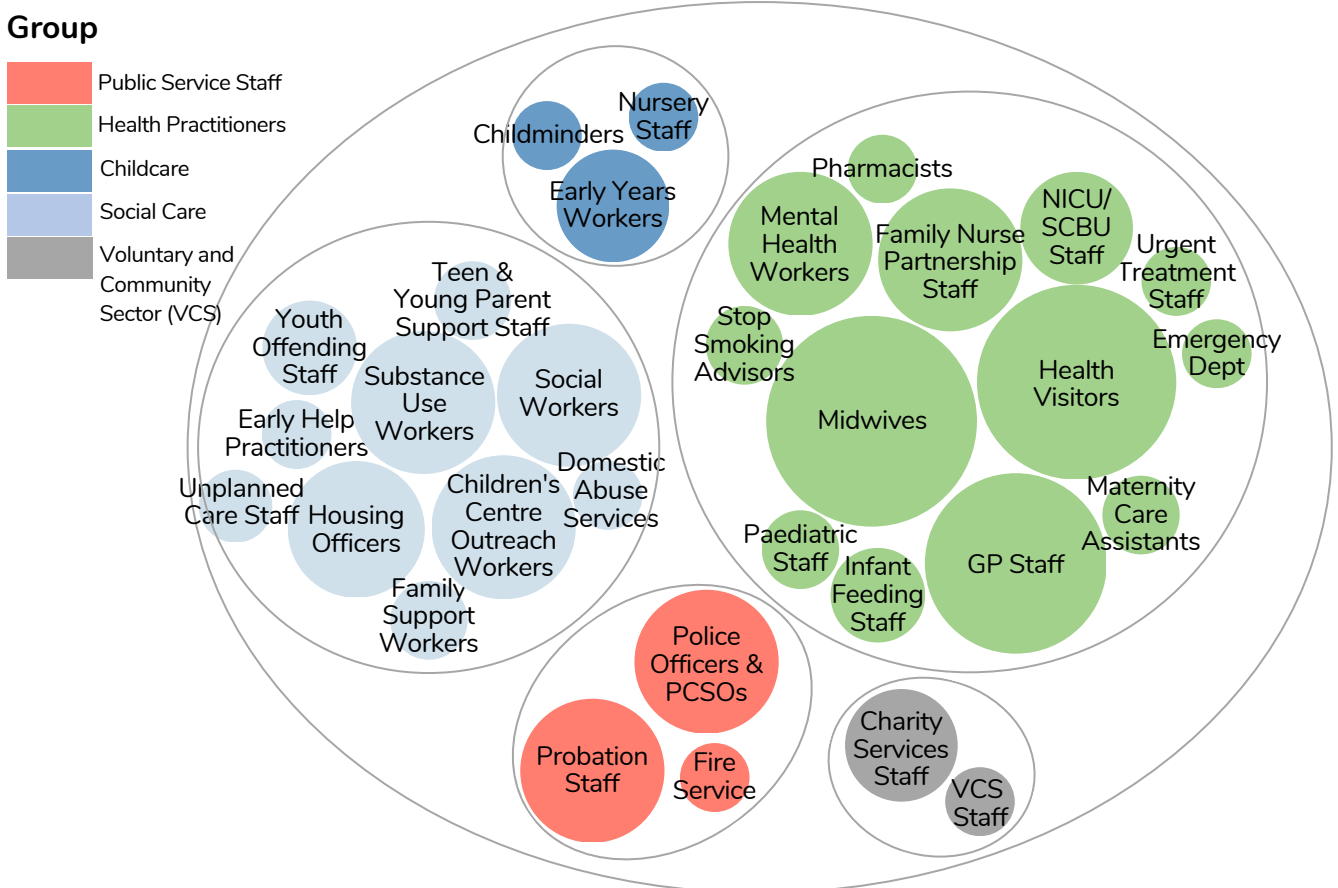 Group
Public Service Staff
Health Practitioners
Childcare
Social Care
Voluntary and
Community
Sector (VCS)
Childminders
Nursery
Staff
Early Years
Workers
Teen &
Young Parent
Support Staff
Youth
Offending
Staff
Substance
Use
Workers
Social
Workers
Early Help
Practitioners
Unplanned
Care Staff
Housing
Officers
Children's
Centre
Outreach
Workers
Domestic
Abuse
Services
Family
Support
Workers
Pharmacists
Mental
Health
Workers
Family Nurse
Partnership
Staff
NICU/
SCBU
Staff
Urgent
Treatment
Staff
Stop
Smoking
Advisors
Midwives
Health
Visitors
Emergency
Dept
Paediatric
Staff
Infant
Feeding
Staff
GP Staff
Maternity
Care
Assistants
Police
Officers &
PCSOs
Probation
Staff
Fire
Service
Charity
Services
Staff
VCS
Staff